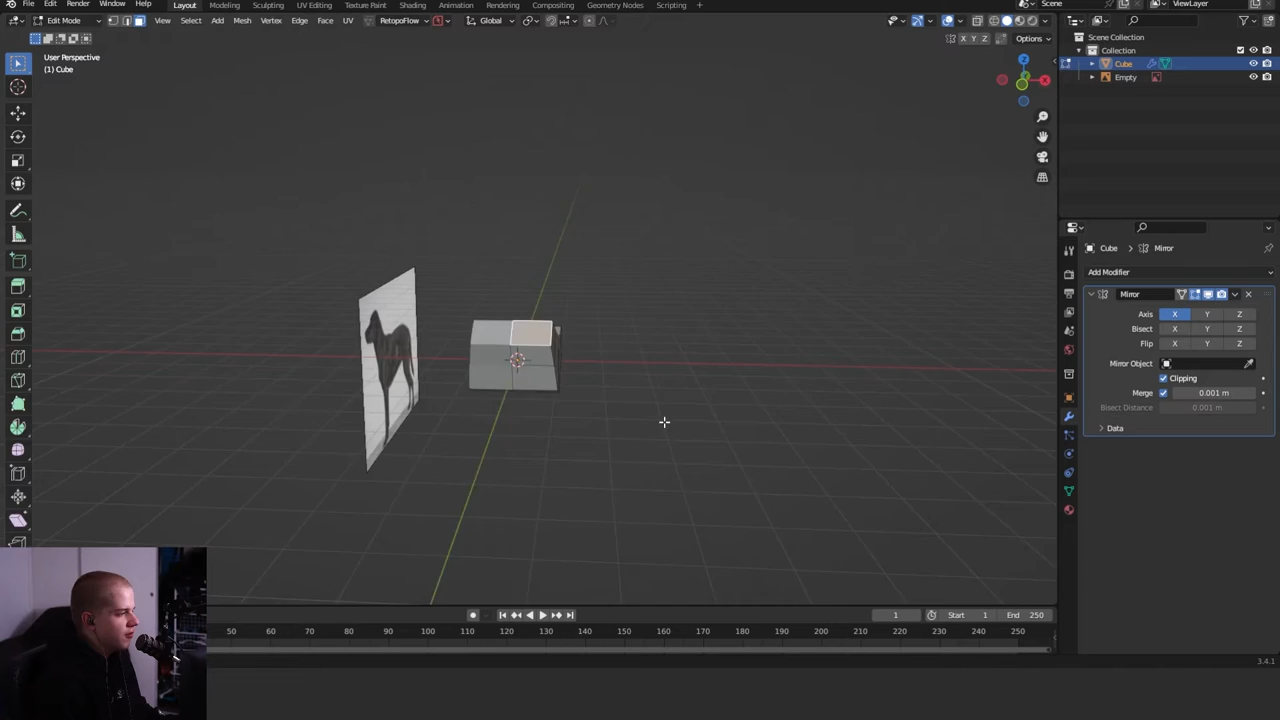 File Edit Render Window Help Layout Modeling Sculpting UV Editing Texture Paint Shading Animation Rendering Compositing Geometry Nodes Scripting Scene ViewLayer
Edit Mode View Select Add Mesh Vertex Edge Face UV RetopoFlow Global
X Y Z Options
User Perspective
(1) Cube
Z
X
Scene Collection
Collection
Cube
Empty
Cube Mirror
Add Modifier
Mirror
Axis X Y Z
Bisect X Y Z
Flip X Y Z
Mirror Object
Clipping
Merge 0.001 m
Bisect Distance 0.001 m
Data
1 Start 1 End 250
50 60 70 80 90 100 110 120 130 140 150 160 170 180 190 200 210 220 230 240 250
3.4.1